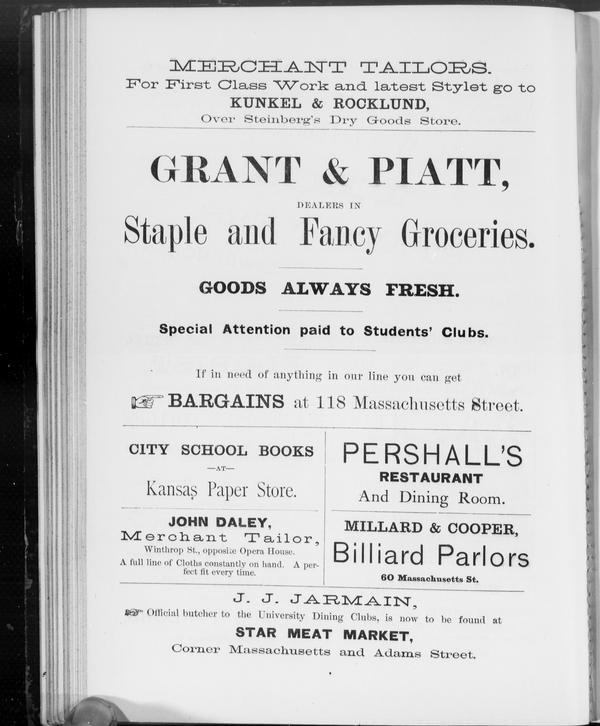 MERCHANT TAILORS.
For First Class Work and latest Stylet go to
KUNKEL & ROCKLUND,
Over Steinberg's Dry Goods Store.
GRANT & PIATT,
DEALERS IN
Staple and Fancy Groceries.
GOODS ALWAYS FRESH.
Special Attention paid to Students' Clubs.
If in need of anything in our line you can get
☞ BARGAINS at 118 Massachusetts Street.
CITY SCHOOL BOOKS
—AT—
Kansas Paper Store.
JOHN DALEY,
Merchant Tailor,
Winthrop St., opposite Opera House.
A full line of Cloths constantly on hand. A per-
fect fit every time.
PERSHALL'S
RESTAURANT
And Dining Room.
MILLARD & COOPER,
Billiard Parlors
60 Massachusetts St.
J. J. JARMAIN,
☞ Official butcher to the University Dining Clubs, is now to be found at
STAR MEAT MARKET,
Corner Massachusetts and Adams Street.